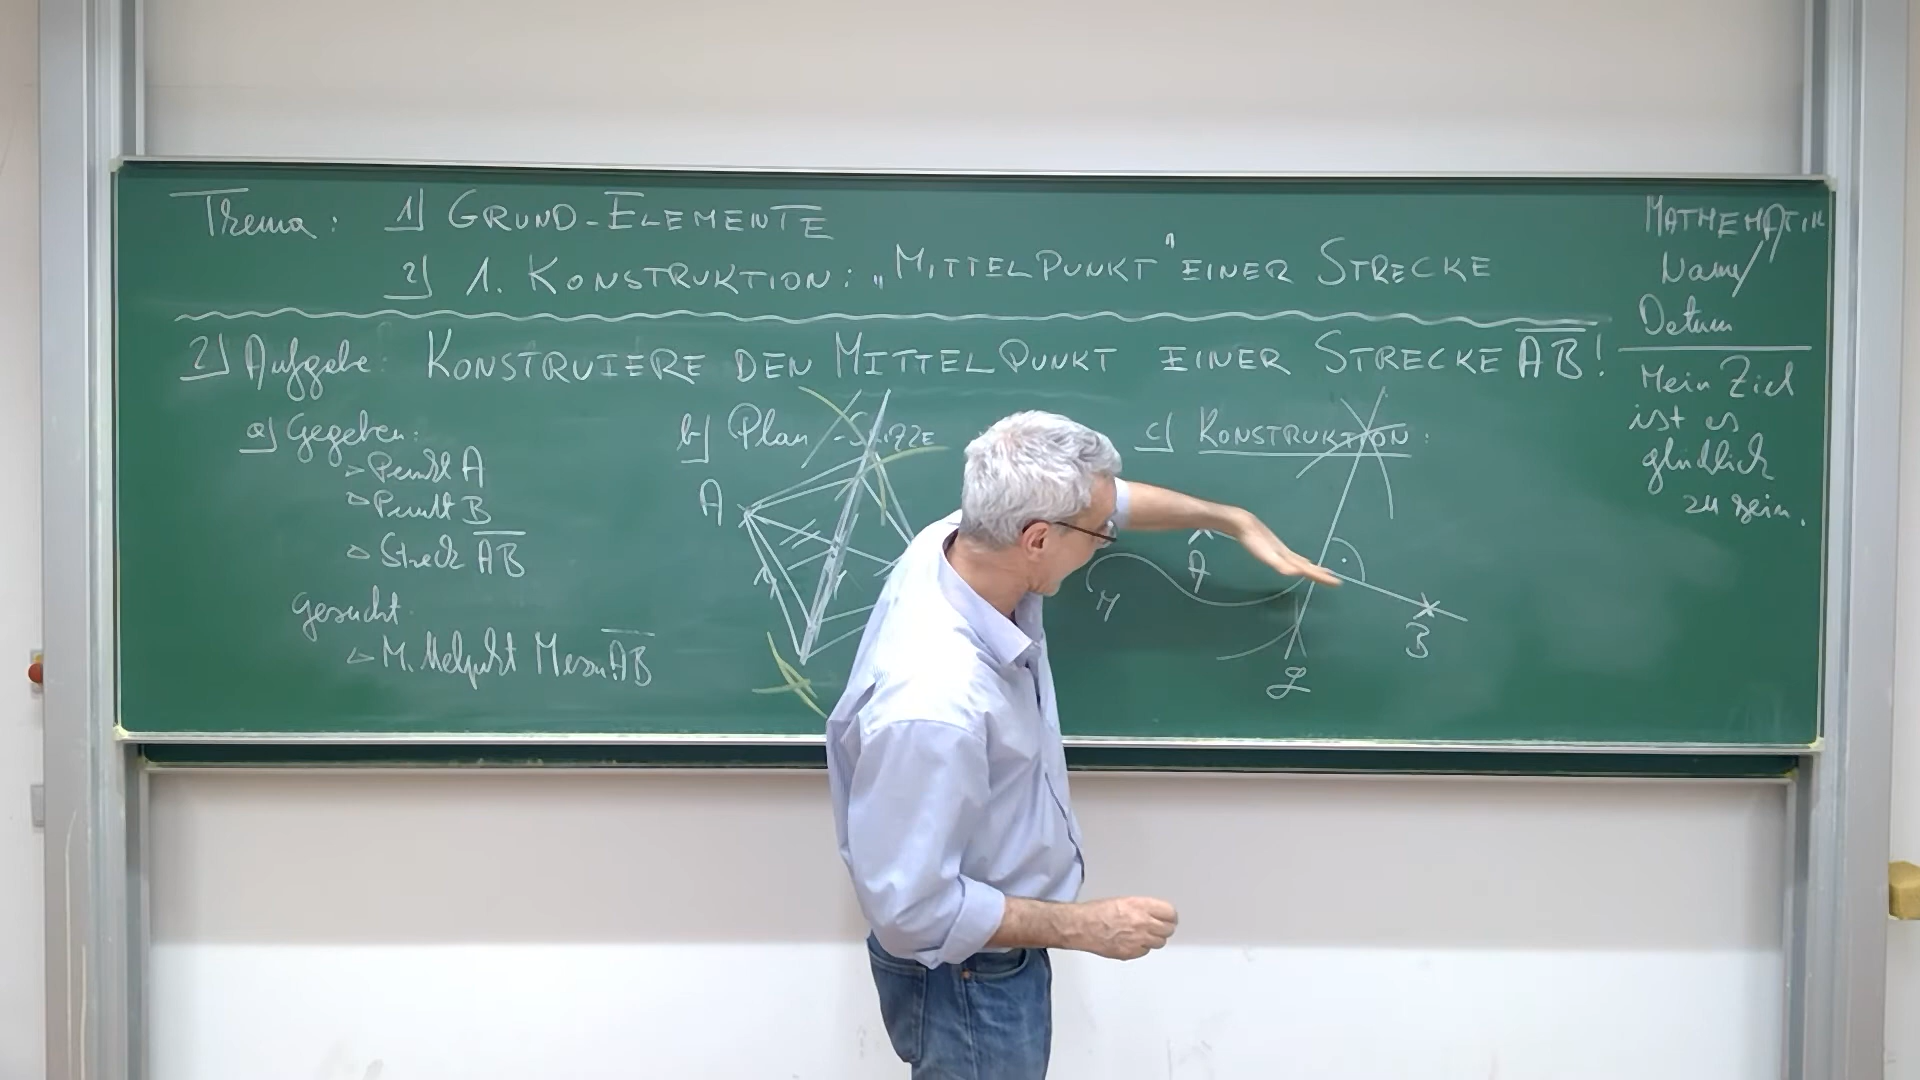 Thema: 1) GRUND-ELEMENTE
2) 1. KONSTRUKTION: „MITTELPUNKT" EINER STRECKE
2) Aufgabe: KONSTRUIERE DEN MITTELPUNKT EINER STRECKE AB!
a) Gegeben:
▷ Punkt A
▷ Punkt B
▷ Streck AB
Gesucht:
▷ Mittelpunkt M von AB
b) Plan-SKIZZE
A
c) KONSTRUKTION:
M
A
B
g
MATHEMATIK
Name/
Datum
Mein Ziel
ist es
glücklich
zu sein.